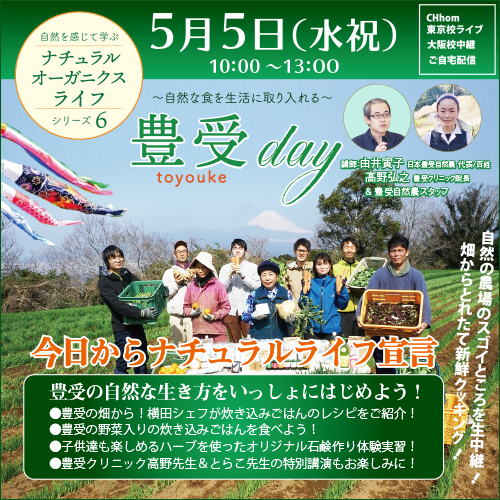 自然を感じて学ぶ
ナチュラル
オーガニクス
ライフ
シリーズ 6
5月5日(水祝)
10:00 ～13:00
CHhom
東京校ライブ
大阪校中継
ご自宅配信
～自然な食を生活に取り入れる～
豊受 day
toyouke
講師:由井寅子 日本豊受自然農 代表/百姓
高野弘之 豊受クリニック院長
& 豊受自然農スタッフ
自然の農場のスゴイところを生中継！
畑からとれたて新鮮クッキング！
今日からナチュラルライフ宣言
豊受の自然な生き方をいっしょにはじめよう！
●豊受の畑から！横田シェフが炊き込みごはんのレシピをご紹介！
●豊受の野菜入りの炊き込みごはんを食べよう！
●子供達も楽しめるハーブを使ったオリジナル石鹸作り体験実習！
●豊受クリニック高野先生＆とらこ先生の特別講演もお楽しみに！